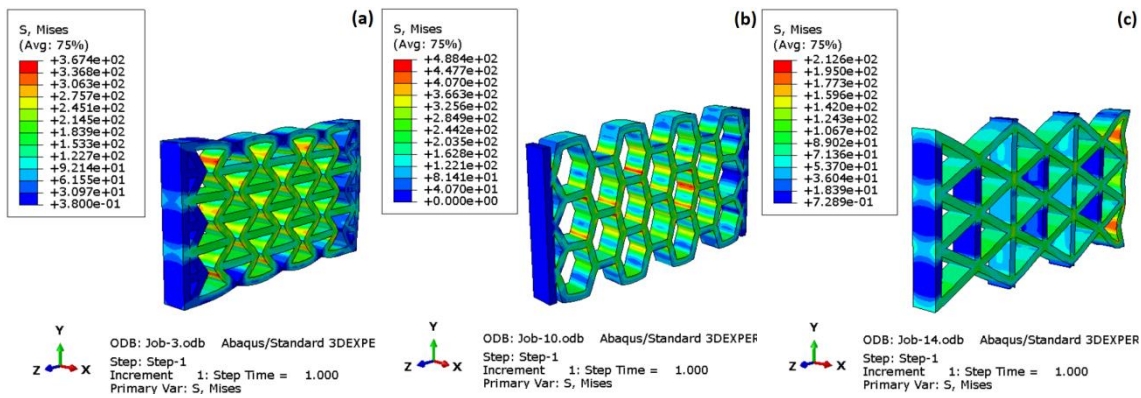 (a)
S, Mises
(Avg: 75%)
+3.674e+02
+3.368e+02
+3.063e+02
+2.757e+02
+2.451e+02
+2.145e+02
+1.839e+02
+1.533e+02
+1.227e+02
+9.214e+01
+6.155e+01
+3.097e+01
+3.800e-01
Y
Z
X
ODB: Job-3.odb Abaqus/Standard 3DEXPE
Step: Step-1
Increment 1: Step Time = 1.000
Primary Var: S, Mises
(b)
S, Mises
(Avg: 75%)
+4.884e+02
+4.477e+02
+4.070e+02
+3.663e+02
+3.256e+02
+2.849e+02
+2.442e+02
+2.035e+02
+1.628e+02
+1.221e+02
+8.141e+01
+4.070e+01
+0.000e+00
Y
Z
X
ODB: Job-10.odb Abaqus/Standard 3DEXPER
Step: Step-1
Increment 1: Step Time = 1.000
Primary Var: S, Mises
(c)
S, Mises
(Avg: 75%)
+2.126e+02
+1.950e+02
+1.773e+02
+1.596e+02
+1.420e+02
+1.243e+02
+1.067e+02
+8.902e+01
+7.136e+01
+5.370e+01
+3.604e+01
+1.839e+01
+7.289e-01
Y
Z
X
ODB: Job-14.odb Abaqus/Standard 3DEXPER
Step: Step-1
Increment 1: Step Time = 1.000
Primary Var: S, Mises